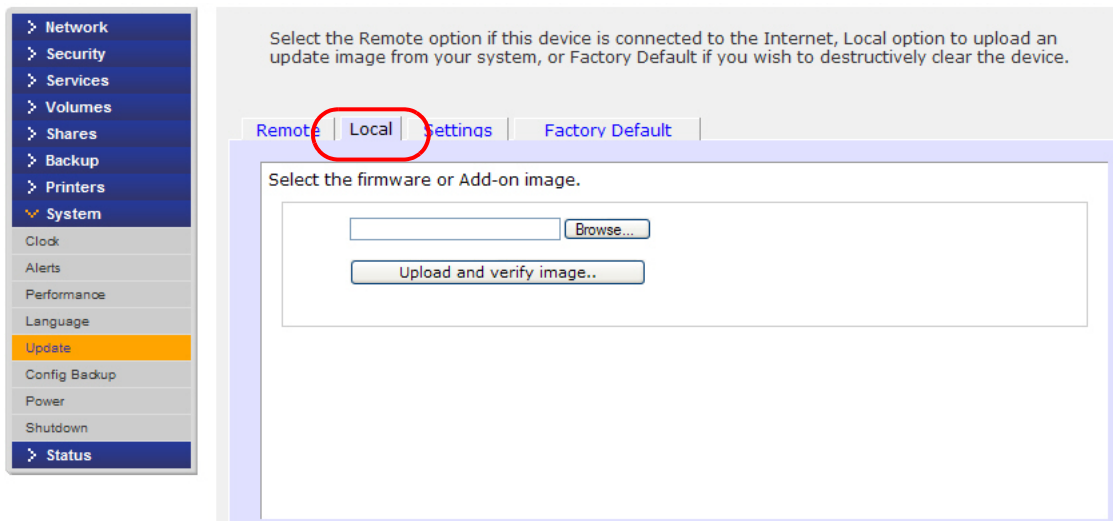 Network
Security
Services
Volumes
Shares
Backup
Printers
System
Clock
Alerts
Performance
Language
Update
Config Backup
Power
Shutdown
Status
Select the Remote option if this device is connected to the Internet, Local option to upload an
update image from your system, or Factory Default if you wish to destructively clear the device.
Remote Local Settings Factory Default
Select the firmware or Add-on image.
Browse...
Upload and verify image..